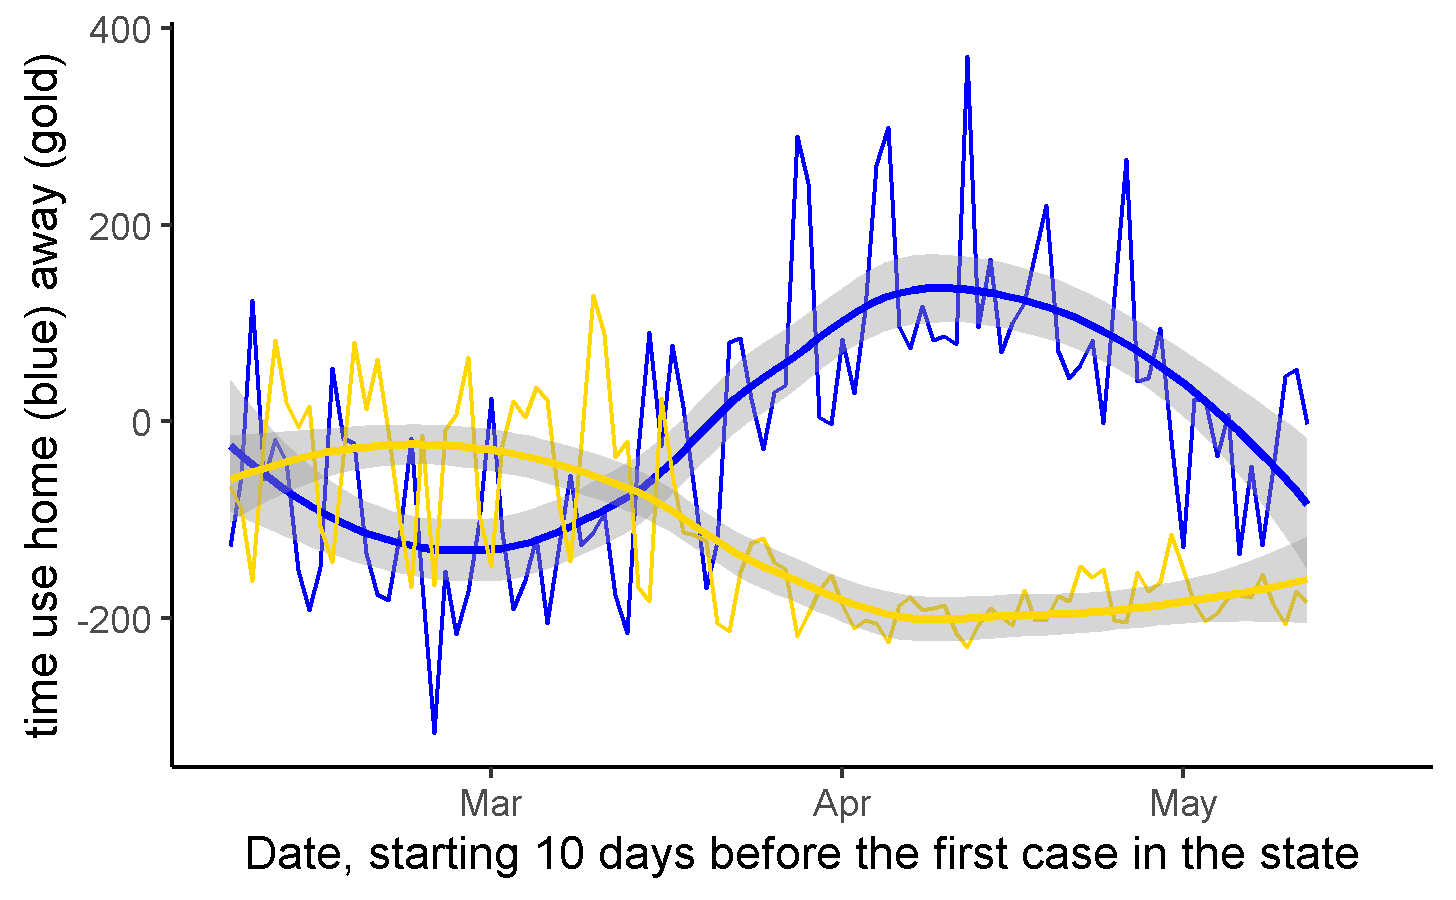 time use home (blue) away (gold)
400
200
0
-200
Mar
Apr
May
Date, starting 10 days before the first case in the state